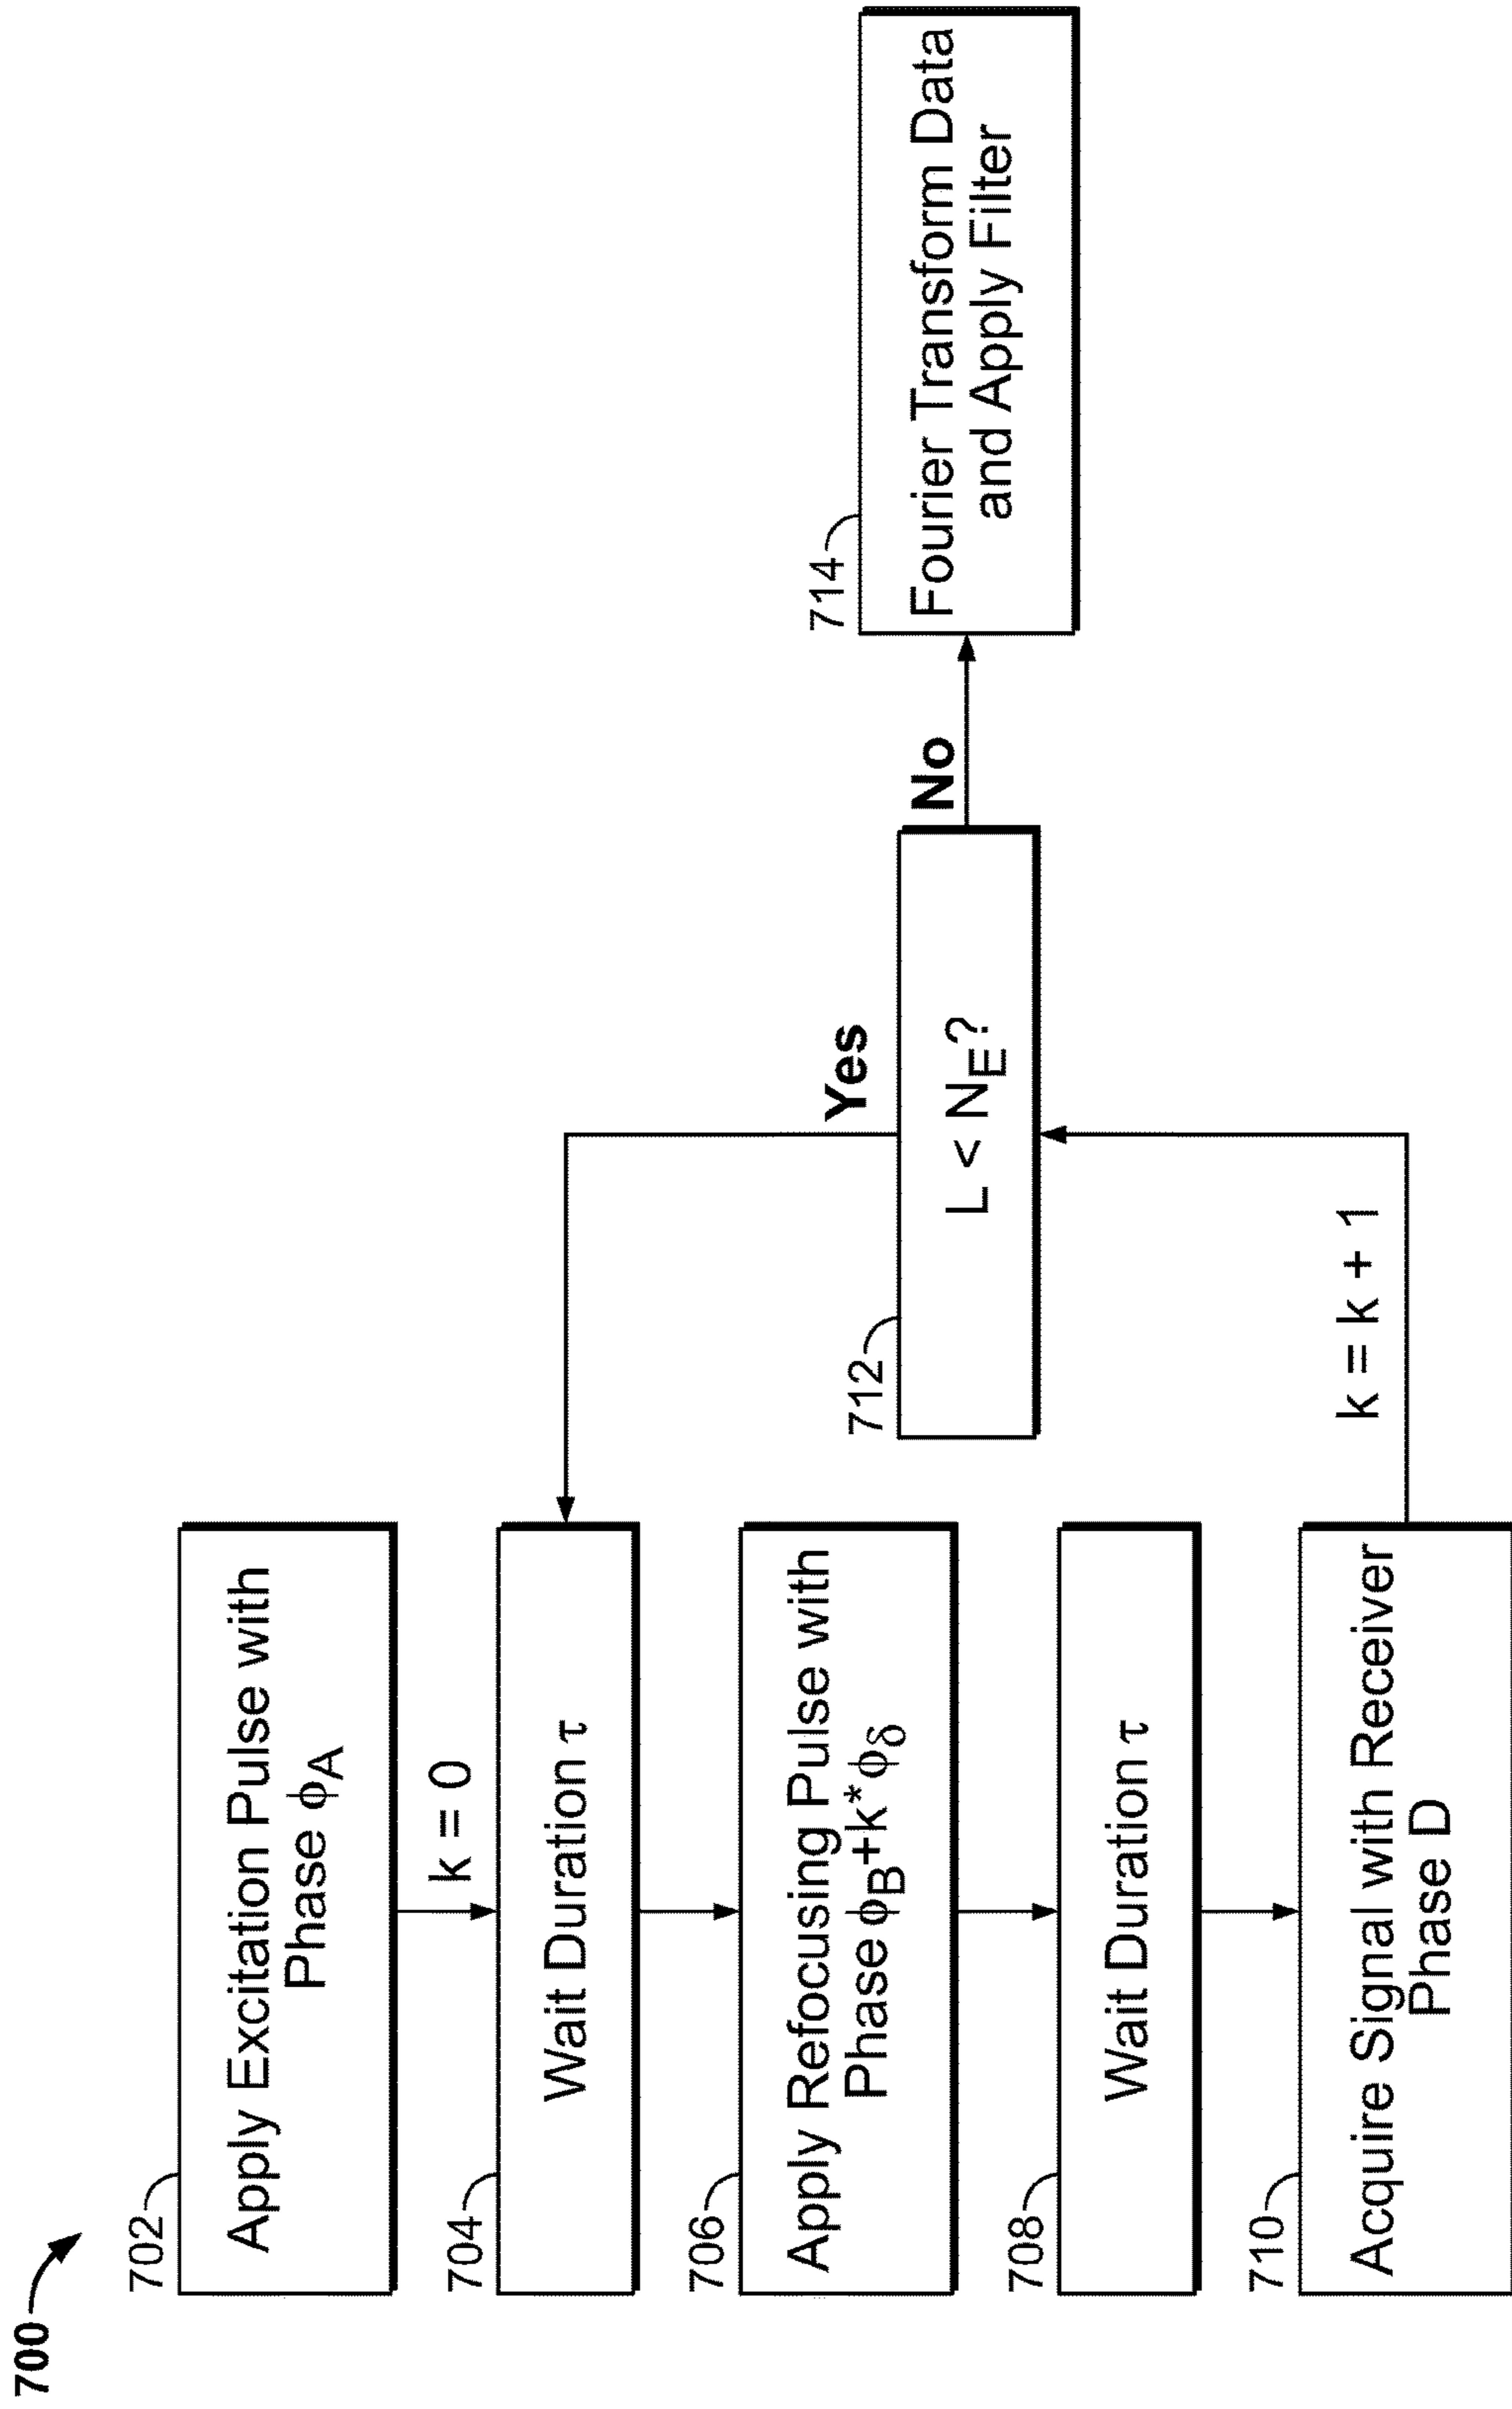 700
702
Apply Excitation Pulse with
Phase ϕA
k = 0
704
Wait Duration τ
706
Apply Refocusing Pulse with
Phase ϕB+k*ϕδ
708
Wait Duration τ
710
Acquire Signal with Receiver
Phase D
k = k + 1
712
L < NE?
Yes
No
714
Fourier Transform Data
and Apply Filter